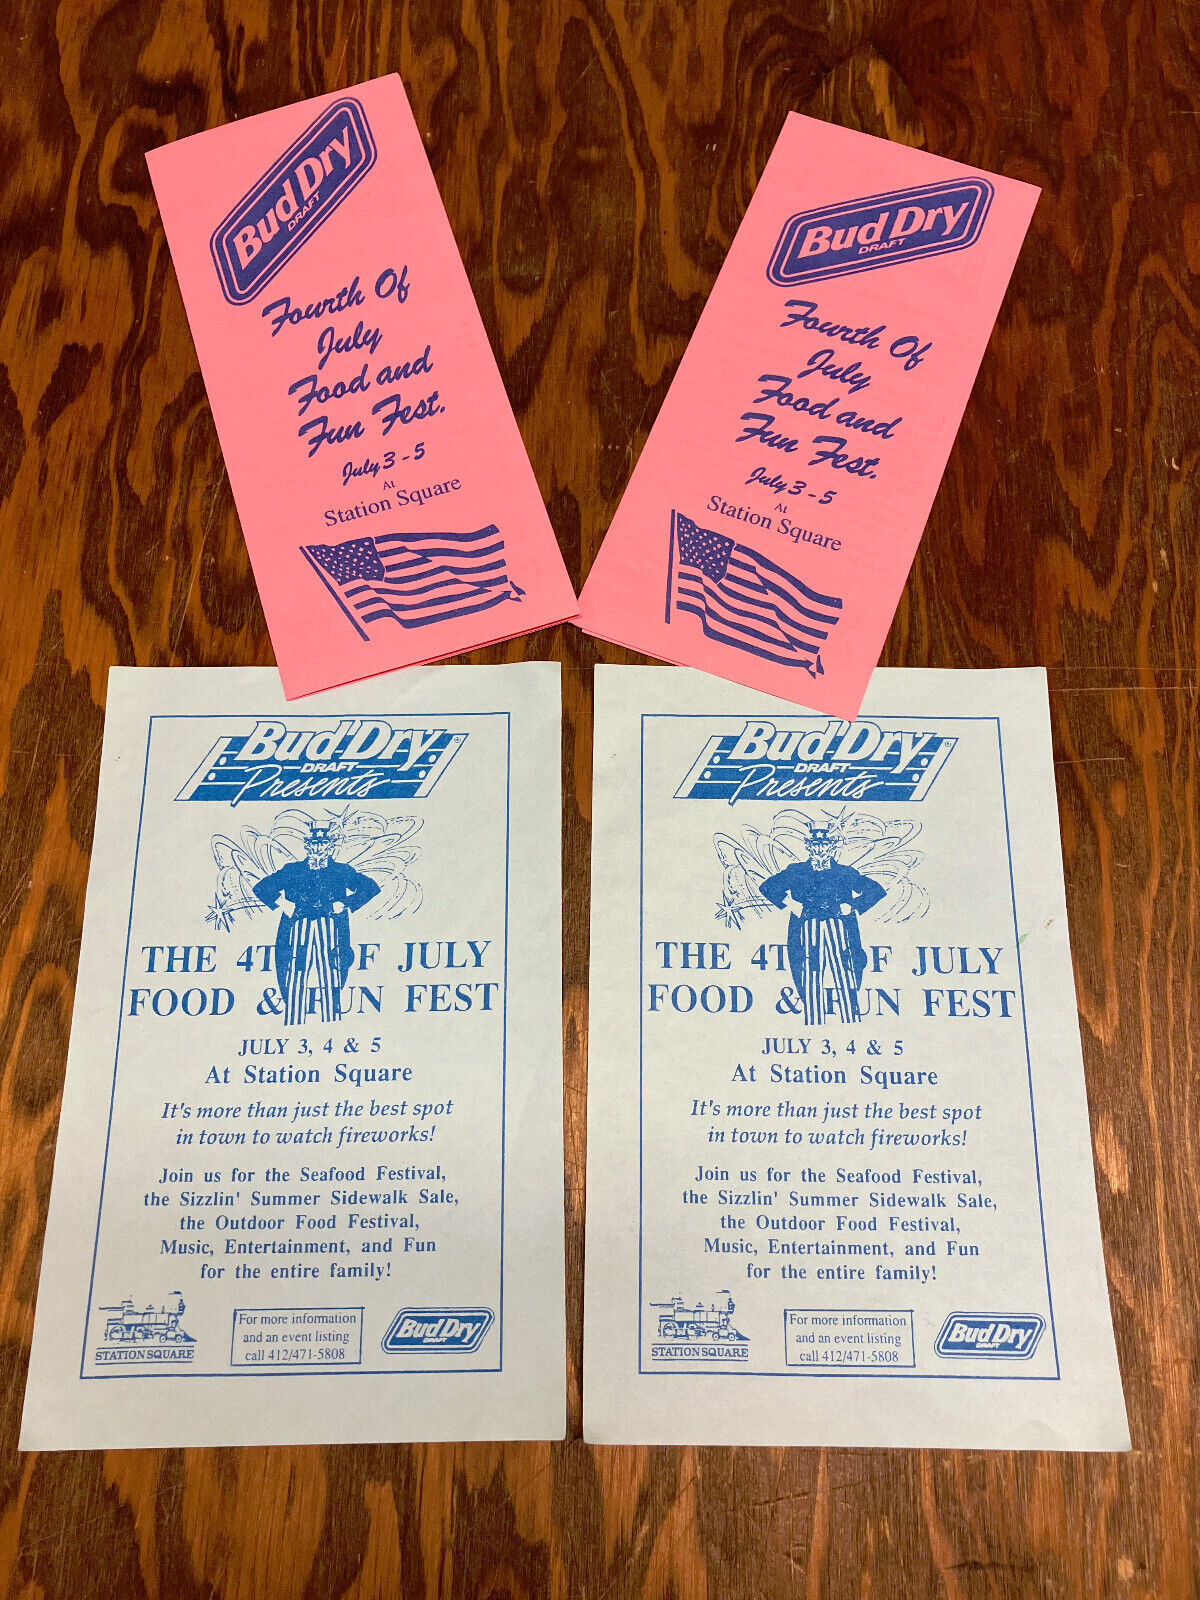 Bud Dry
DRAFT
Fourth Of
July
Food and
Fun Fest.
July 3 - 5
At
Station Square
Bud Dry
DRAFT
Fourth Of
July
Food and
Fun Fest.
July 3 - 5
At
Station Square
Bud Dry ®
DRAFT
Presents
THE 4TH OF JULY
FOOD & FUN FEST
JULY 3, 4 & 5
At Station Square
It's more than just the best spot
in town to watch fireworks!
Join us for the Seafood Festival,
the Sizzlin' Summer Sidewalk Sale,
the Outdoor Food Festival,
Music, Entertainment, and Fun
for the entire family!
STATION SQUARE
For more information
and an event listing
call 412/471-5808
Bud Dry
DRAFT
Bud Dry ®
DRAFT
Presents
THE 4TH OF JULY
FOOD & FUN FEST
JULY 3, 4 & 5
At Station Square
It's more than just the best spot
in town to watch fireworks!
Join us for the Seafood Festival,
the Sizzlin' Summer Sidewalk Sale,
the Outdoor Food Festival,
Music, Entertainment, and Fun
for the entire family!
STATION SQUARE
For more information
and an event listing
call 412/471-5808
Bud Dry
DRAFT